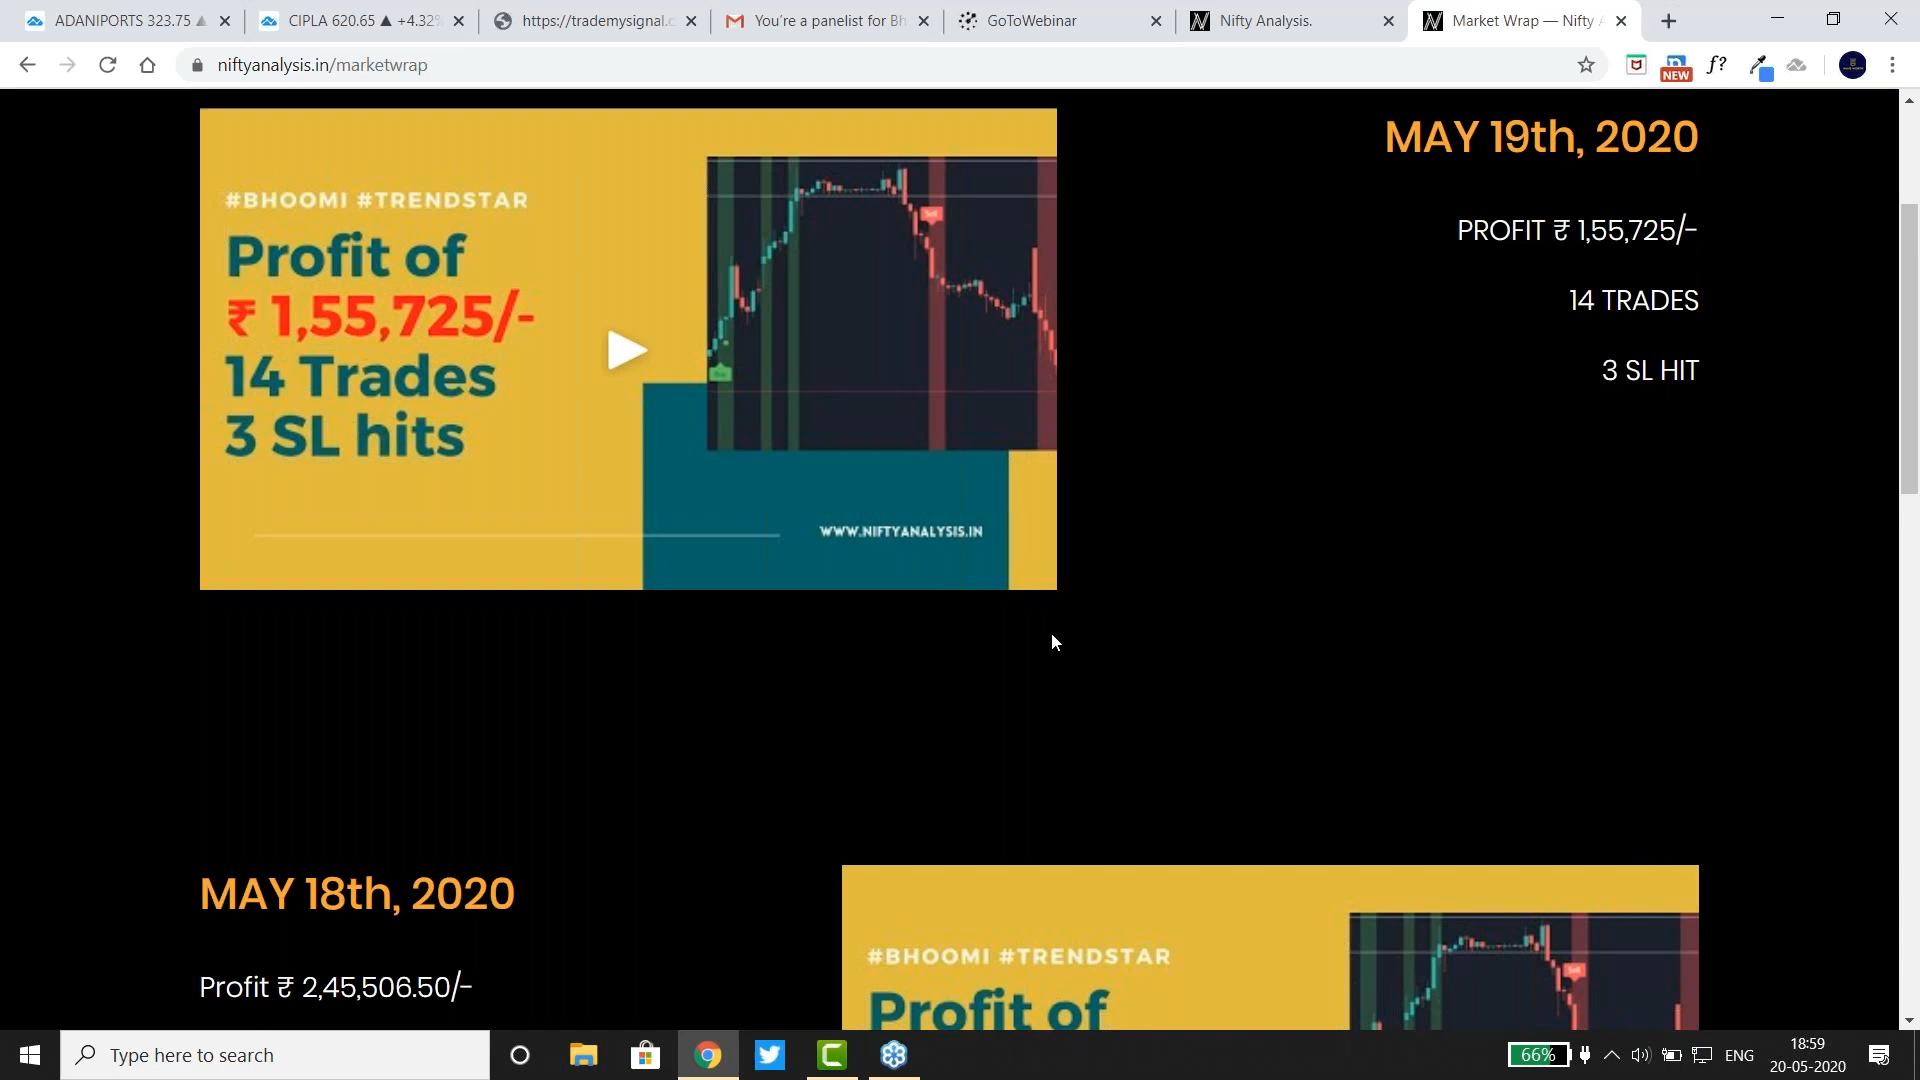 ADANIPORTS 323.75 ▲
CIPLA 620.65 ▲ +4.32%
https://trademysignal.c
You're a panelist for Bh
GoToWebinar
Nifty Analysis.
Market Wrap — Nifty A
niftyanalysis.in/marketwrap
NEW
f?
#BHOOMI #TRENDSTAR
Profit of
₹ 1,55,725/-
14 Trades
3 SL hits
Sell
WWW.NIFTYANALYSIS.IN
MAY 19th, 2020
PROFIT ₹ 1,55,725/-
14 TRADES
3 SL HIT
MAY 18th, 2020
Profit ₹ 2,45,506.50/-
#BHOOMI #TRENDSTAR
Profit of
Sell
Type here to search
66%
ENG
18:59
20-05-2020